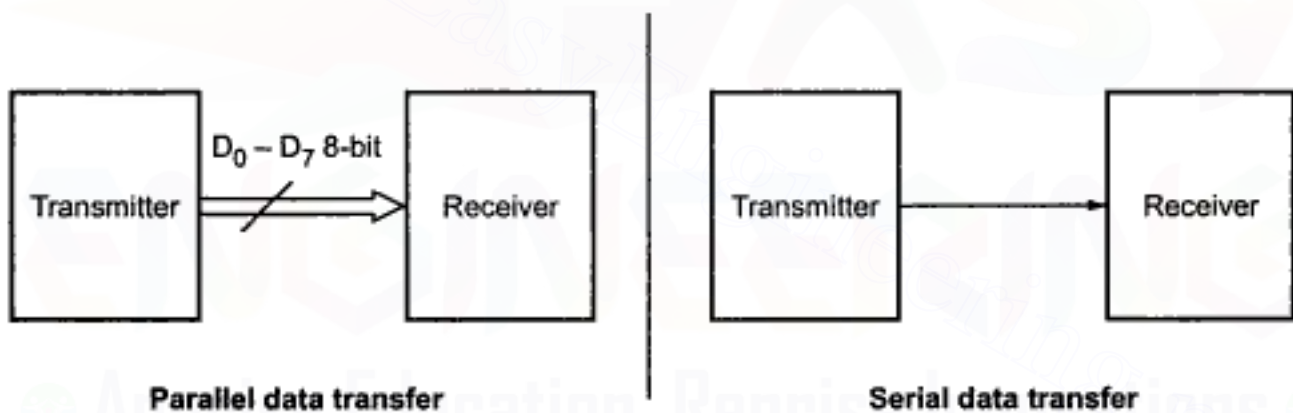 D0 – D7 8-bit
Transmitter
Receiver
Parallel data transfer
Transmitter
Receiver
Serial data transfer